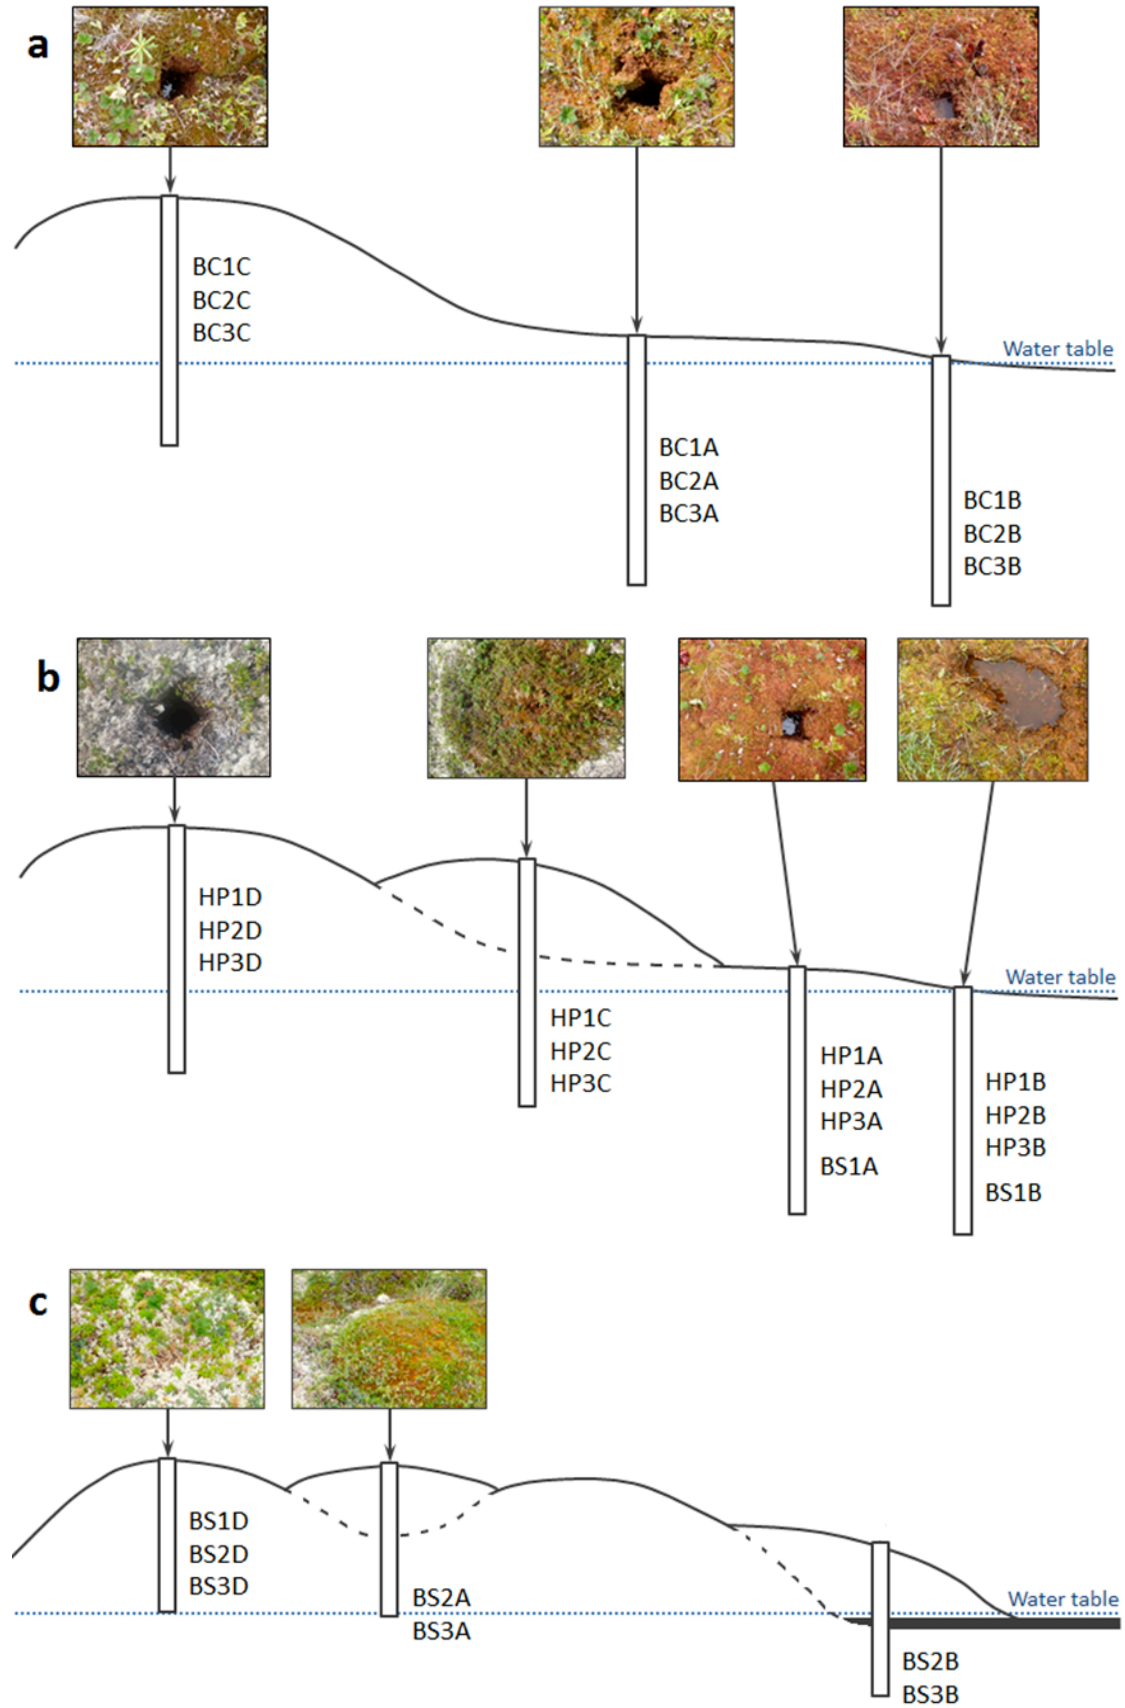 a
BC1C
BC2C
BC3C
Water table
BC1A
BC2A
BC3A
BC1B
BC2B
BC3B
b
HP1D
HP2D
HP3D
Water table
HP1C
HP2C
HP3C
HP1A
HP2A
HP3A
BS1A
HP1B
HP2B
HP3B
BS1B
c
BS1D
BS2D
BS3D
Water table
BS2A
BS3A
BS2B
BS3B